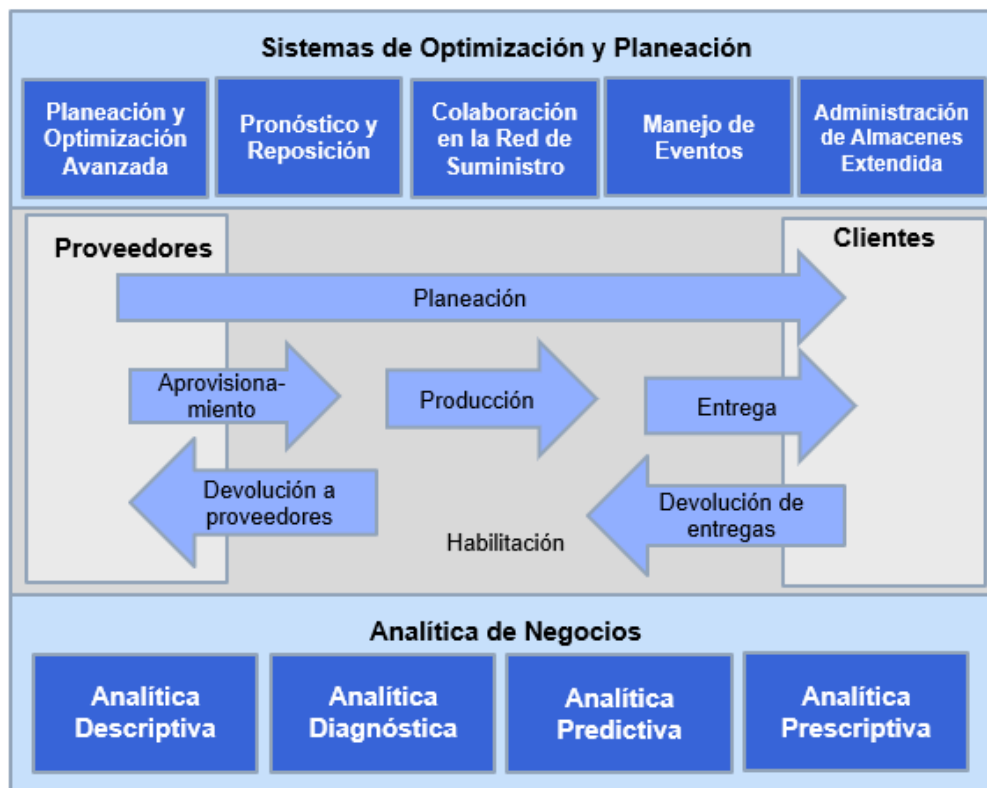 Sistemas de Optimización y Planeación
Planeación y
Optimización
Avanzada
Pronóstico y
Reposición
Colaboración
en la Red de
Suministro
Manejo de
Eventos
Administración
de Almacenes
Extendida
Proveedores
Clientes
Planeación
Aprovisiona-
miento
Producción
Entrega
Devolución a
proveedores
Devolución de
entregas
Habilitación
Analítica de Negocios
Analítica
Descriptiva
Analítica
Diagnóstica
Analítica
Predictiva
Analítica
Prescriptiva